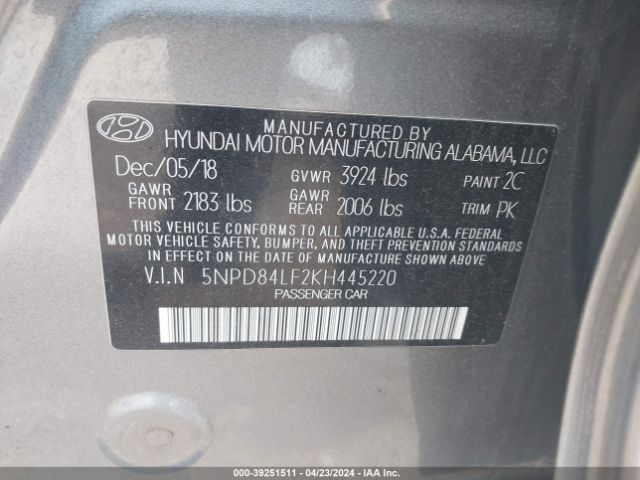 MANUFACTURED BY
HYUNDAI MOTOR MANUFACTURING ALABAMA, LLC
Dec/05/18 GVWR 3924 lbs PAINT 2C
GAWR FRONT 2183 lbs GAWR REAR 2006 lbs TRIM PK
THIS VEHICLE CONFORMS TO ALL APPLICABLE U.S.A. FEDERAL
MOTOR VEHICLE SAFETY, BUMPER, AND THEFT PREVENTION STANDARDS
IN EFFECT ON THE DATE OF MANUFACTURE SHOWN ABOVE.
V.I.N 5NPD84LF2KH445220
PASSENGER CAR
000-39251511 - 04/23/2024 - IAA Inc.